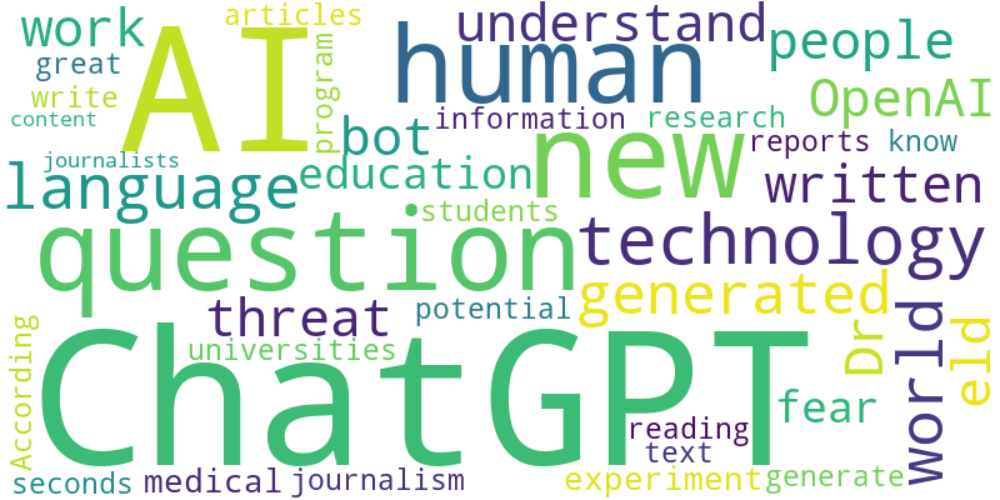 work
great
write
content
AI
articles
program
human
understand
people
OpenAI
bot
information
research
new
reports
know
journalists
language
education
students
written
question
technology
threat
potential
generated
universities
According
ChatGPT
Dr
world
eld
fear
reading
text
seconds
medical
journalism
experiment
generate